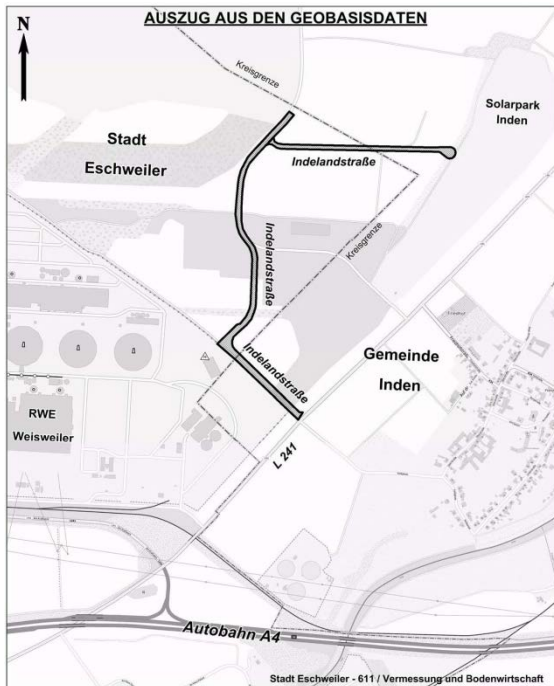 AUSZUG AUS DEN GEOBASISDATEN
N
Kreisgrenze
Solarpark
Inden
Stadt
Eschweiler
Indelandstraße
Indelandstraße
Kreisgrenze
Indelandstraße
Gemeinde
Inden
RWE
Weisweiler
L 241
Autobahn A4
Stadt Eschweiler - 611 / Vermessung und Bodenwirtschaft